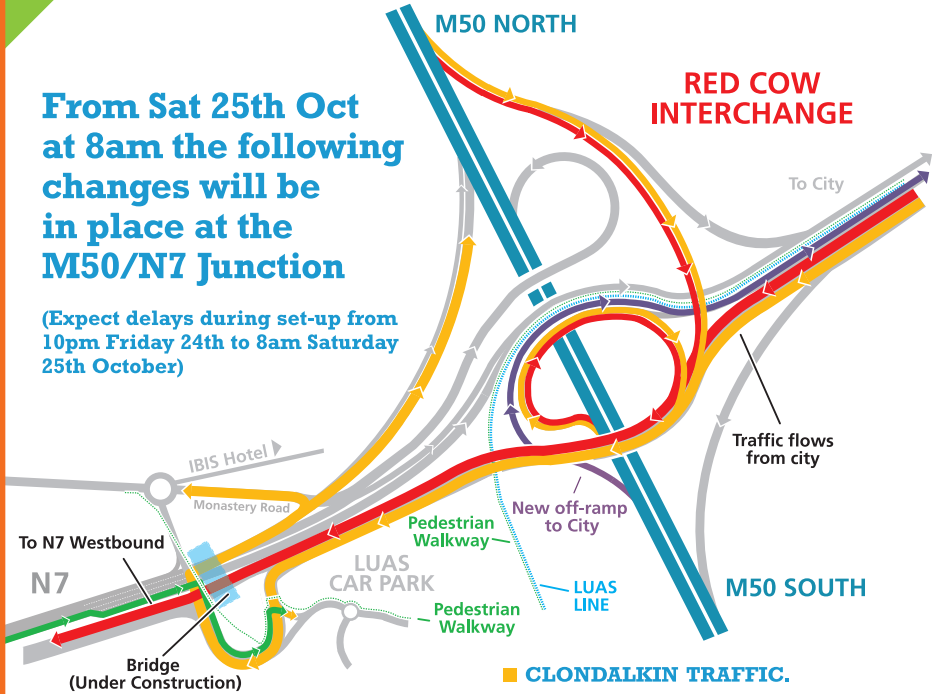 From Sat 25th Oct
at 8am the following
changes will be
in place at the
M50/N7 Junction
(Expect delays during set-up from
10pm Friday 24th to 8am Saturday
25th October)
M50 NORTH
RED COW
INTERCHANGE
To City
Traffic flows
from city
IBIS Hotel
Monastery Road
New off-ramp
to City
Pedestrian
Walkway
To N7 Westbound
N7
LUAS
CAR PARK
LUAS
LINE
M50 SOUTH
Pedestrian
Walkway
Bridge
(Under Construction)
CLONDALKIN TRAFFIC.